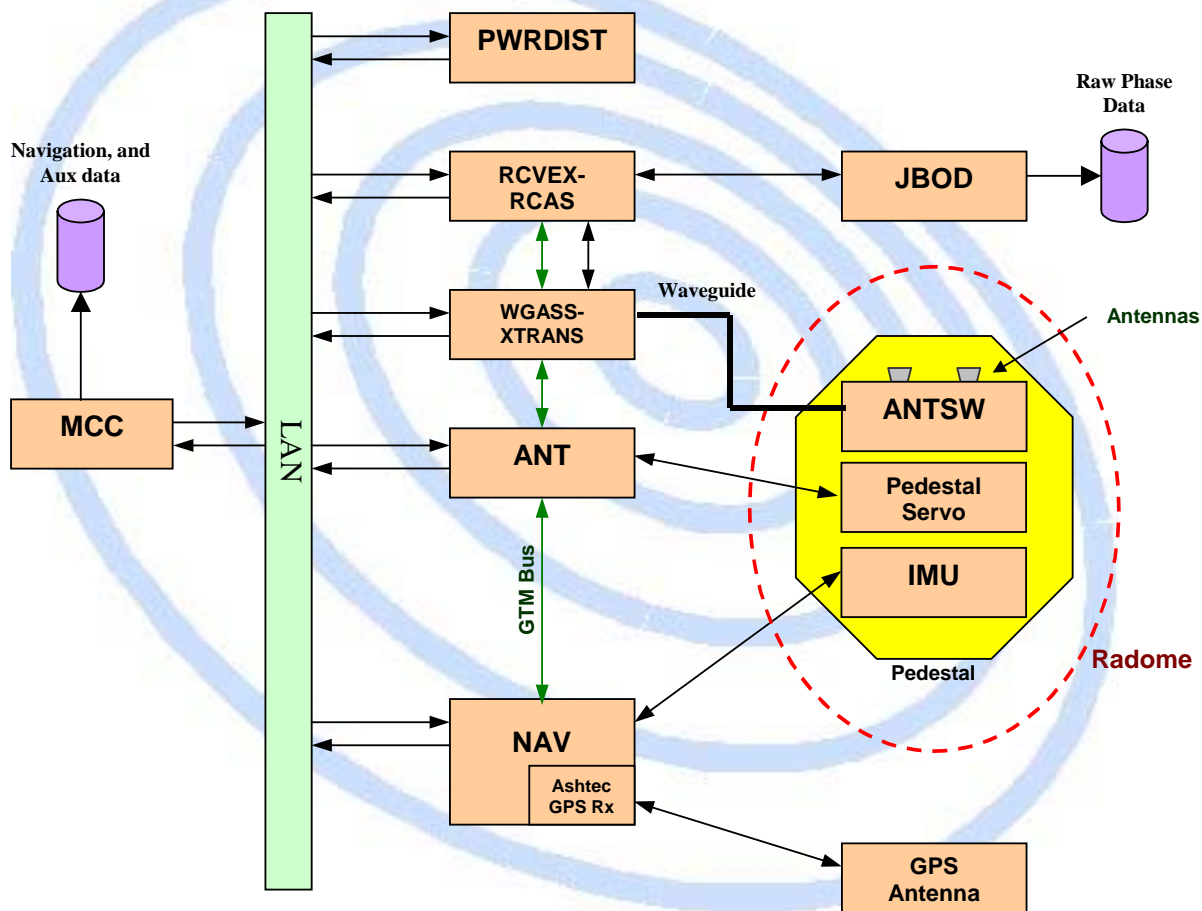 PWRDIST
Raw Phase
Data
Navigation, and
Aux data
RCVEX-
RCAS
JBOD
WGASS-
XTRANS
Waveguide
Antennas
MCC
LAN
ANT
ANTSW
Pedestal
Servo
IMU
GTM Bus
Pedestal
Radome
NAV
Ashtec
GPS Rx
GPS
Antenna